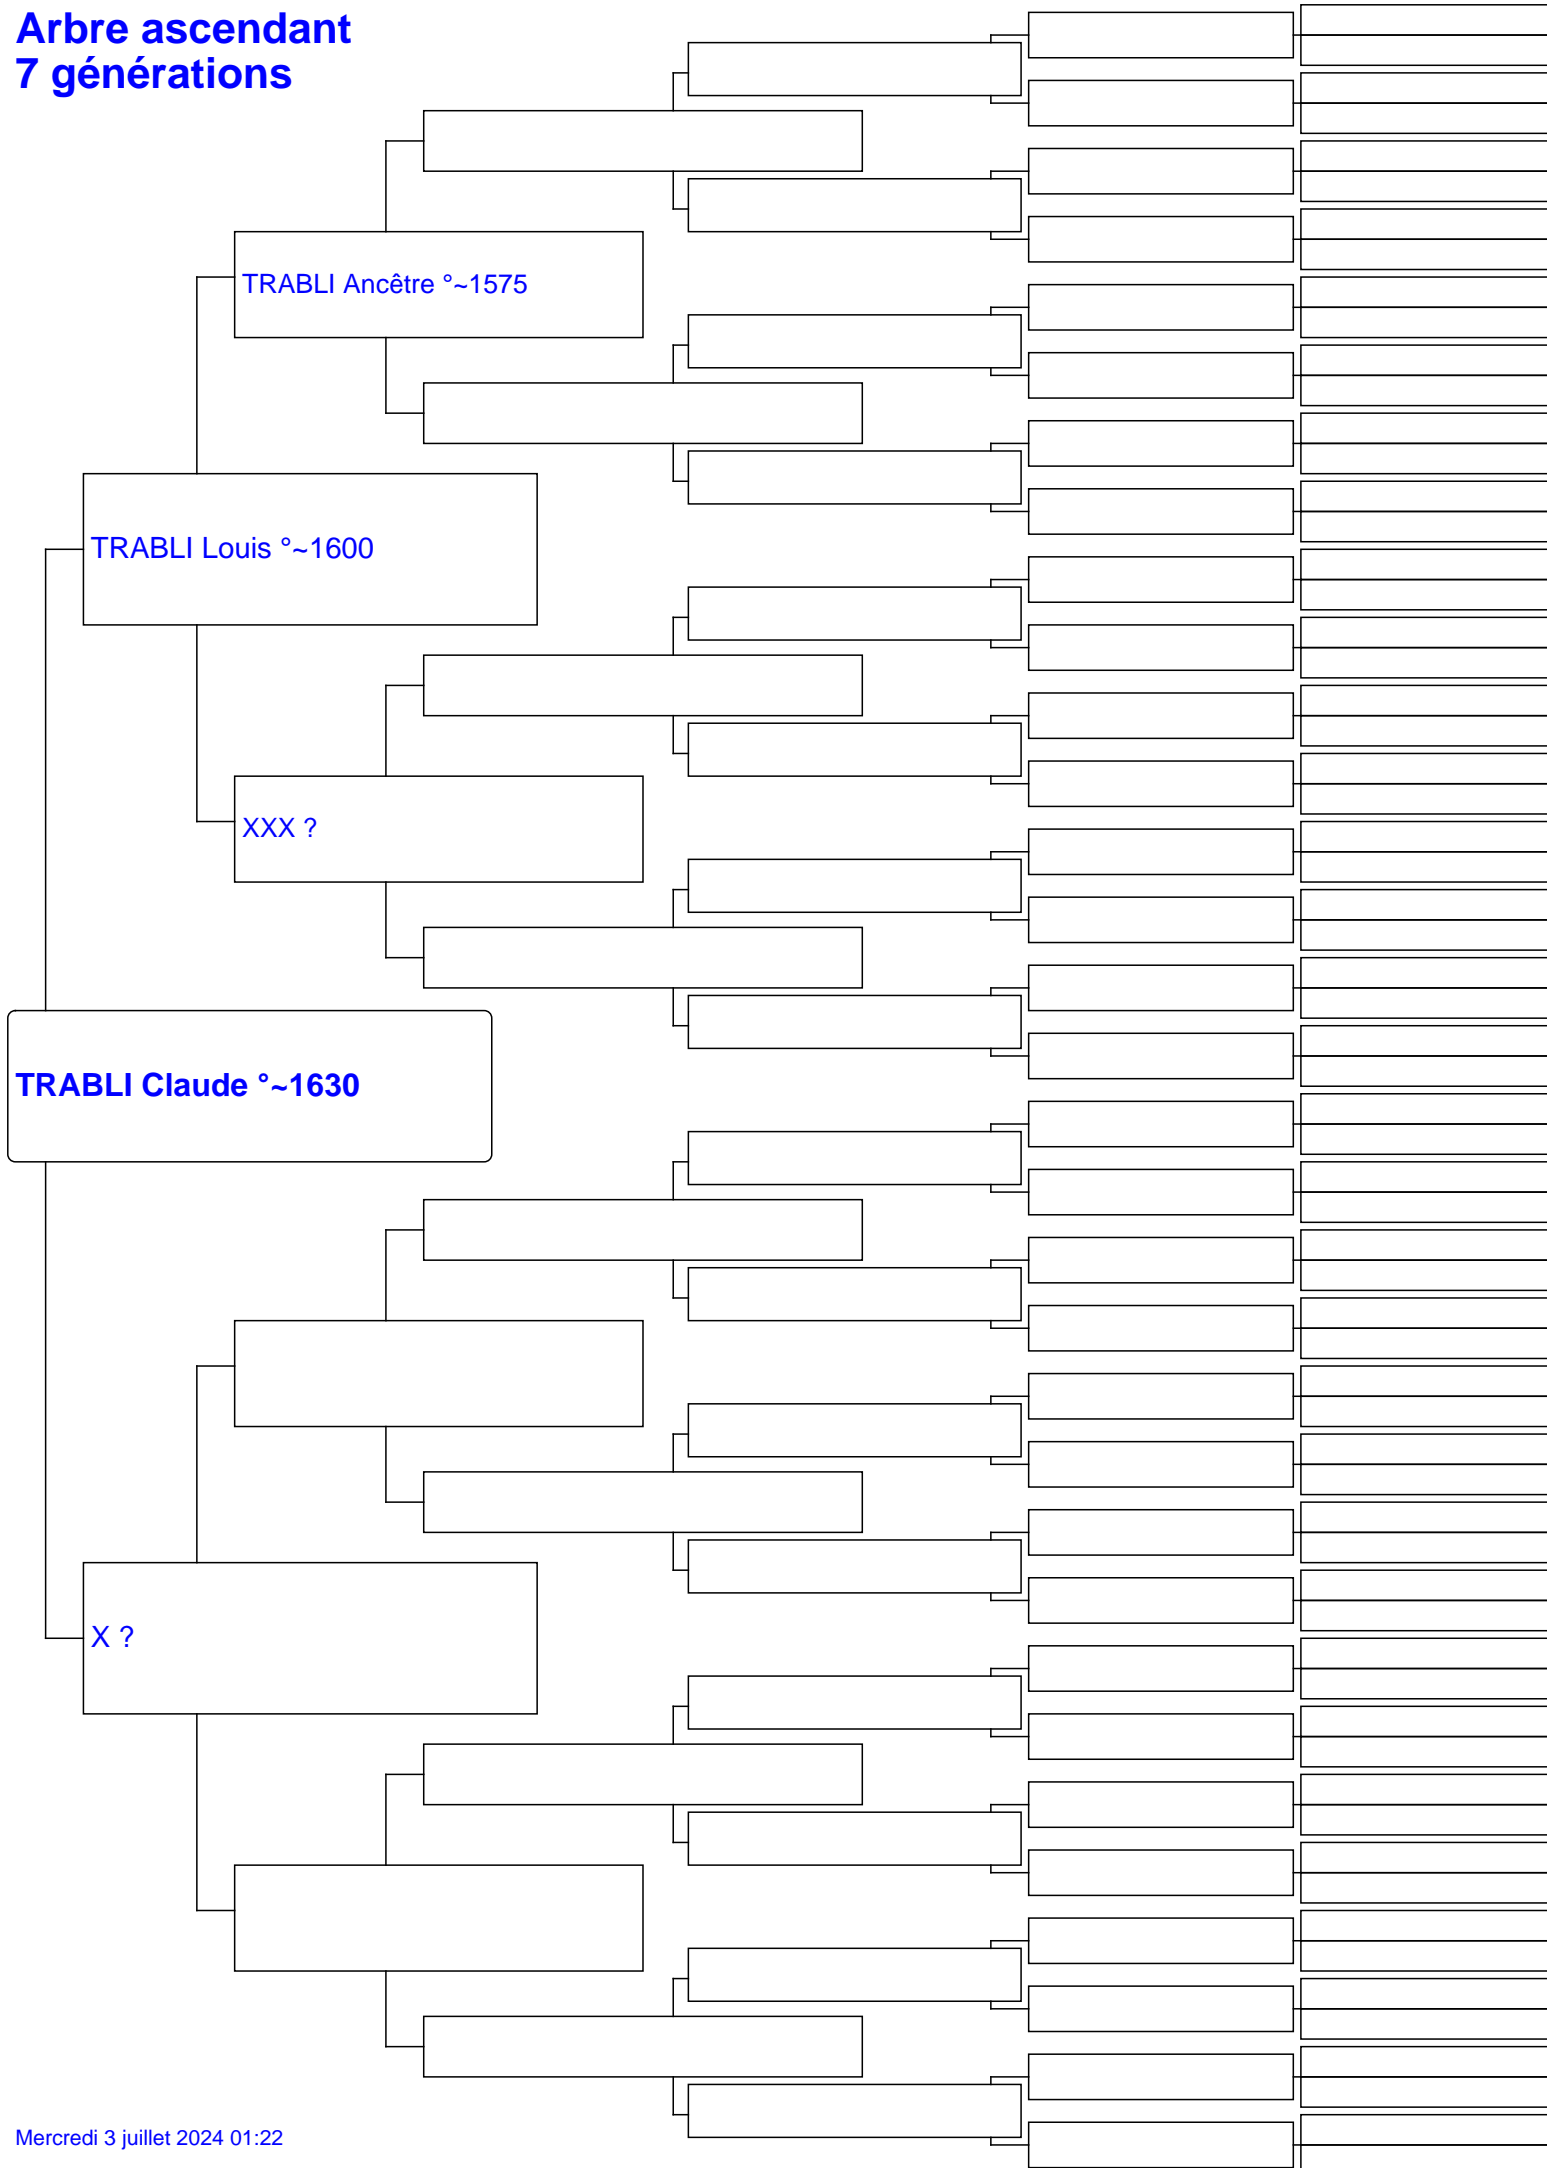 Arbre ascendant
7 générations
TRABLI Ancêtre °~1575
TRABLI Louis °~1600
XXX ?
TRABLI Claude °~1630
X ?
Mercredi 3 juillet 2024 01:22